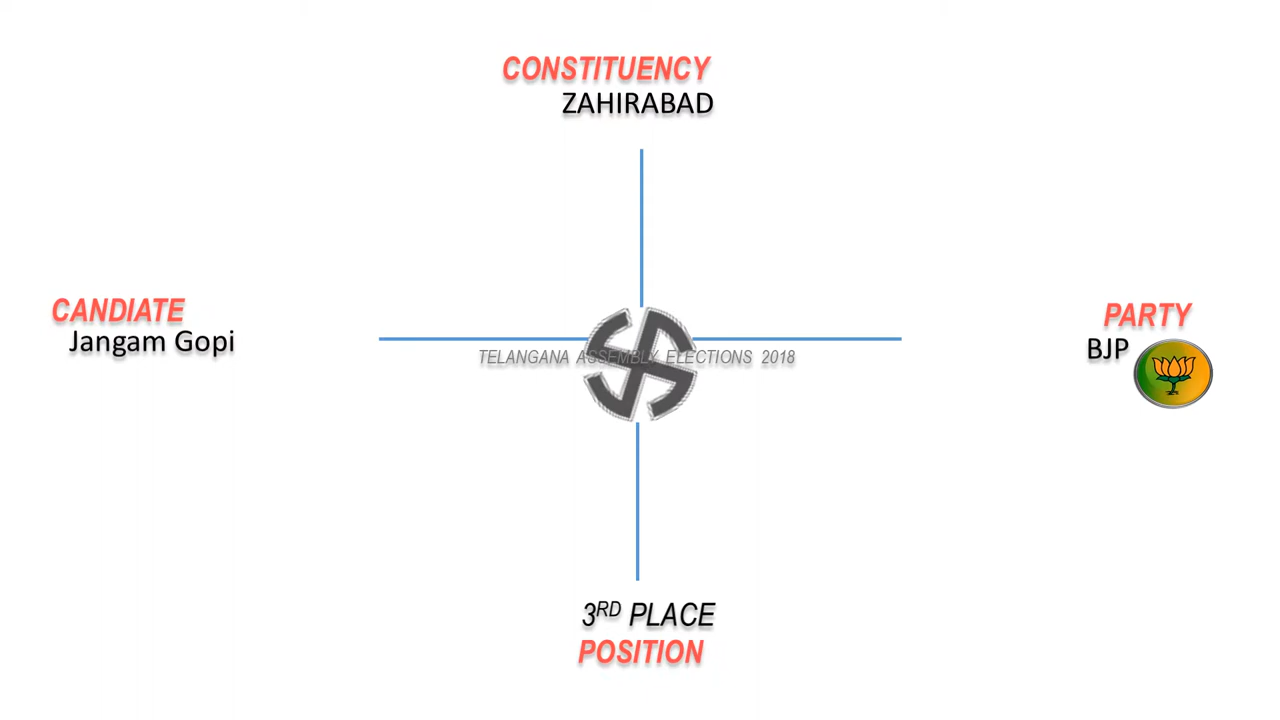 CONSTITUENCY
ZAHIRABAD
CANDIATE
Jangam Gopi
PARTY
BJP
TELANGANA ASSEMBLY ELECTIONS 2018
3RD PLACE
POSITION